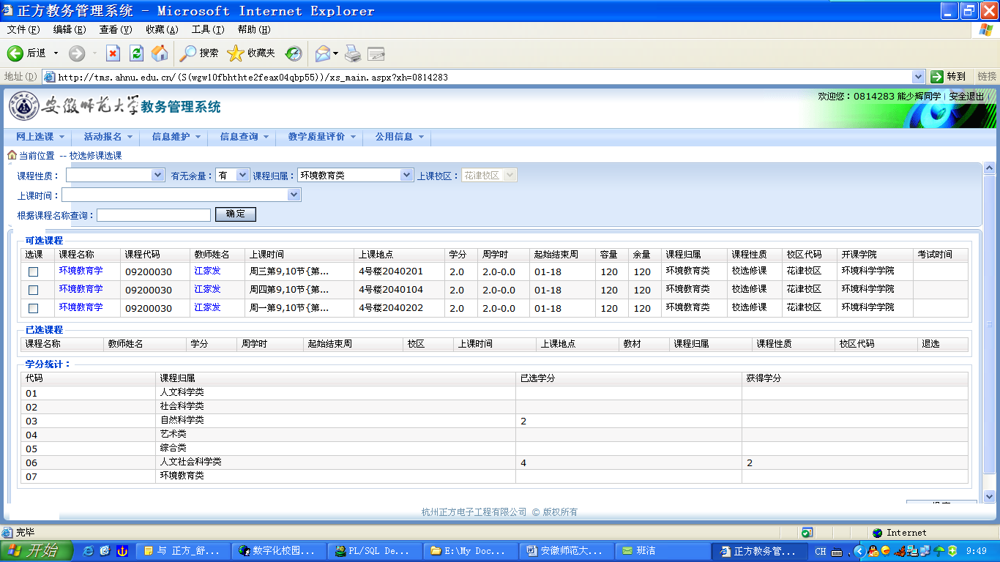 正方教务管理系统 - Microsoft Internet Explorer
文件(F) 编辑(E) 查看(V) 收藏(A) 工具(T) 帮助(H)
后退 搜索 收藏夹
地址(D) http://tms.ahnu.edu.cn/(S(wgw10fbhthte2feax04qbp55))/xs_main.aspx?xh=0814283 转到 链接
安徽师范大学教务管理系统 欢迎您：0814283 能少辉同学 安全退出
网上选课 活动报名 信息维护 信息查询 教学质量评价 公用信息
当前位置 -- 校选修课选课
课程性质： 有无余量：有 课程归属：环境教育类 上课校区：花津校区
上课时间：
根据课程名称查询： 确定
可选课程
选课 课程名称 课程代码 教师姓名 上课时间 上课地点 学分 周学时 起始结束周 容量 余量 课程归属 课程性质 校区代码 开课学院 考试时间
环境教育学 09200030 江家发 周三第9,10节{第... 4号楼2040201 2.0 2.0-0.0 01-18 120 120 环境教育类 校选修课 花津校区 环境科学学院
环境教育学 09200030 江家发 周四第9,10节{第... 4号楼2040104 2.0 2.0-0.0 01-18 120 120 环境教育类 校选修课 花津校区 环境科学学院
环境教育学 09200030 江家发 周一第9,10节{第... 4号楼2040202 2.0 2.0-0.0 01-18 120 120 环境教育类 校选修课 花津校区 环境科学学院
已选课程
课程名称 教师姓名 学分 周学时 起始结束周 校区 上课时间 上课地点 教材 课程归属 课程性质 校区代码 退选
学分统计：
代码 课程归属 已选学分 获得学分
01 人文科学类
02 社会科学类
03 自然科学类 2
04 艺术类
05 综合类
06 人文社会科学类 4 2
07 环境教育类
杭州正方电子工程有限公司 © 版权所有
完毕 Internet
开始 与 正方_舒... 数字化校园... PL/SQL De... E:\My Doc... 安徽师范大... 班洁 正方教务管... CH 9:49